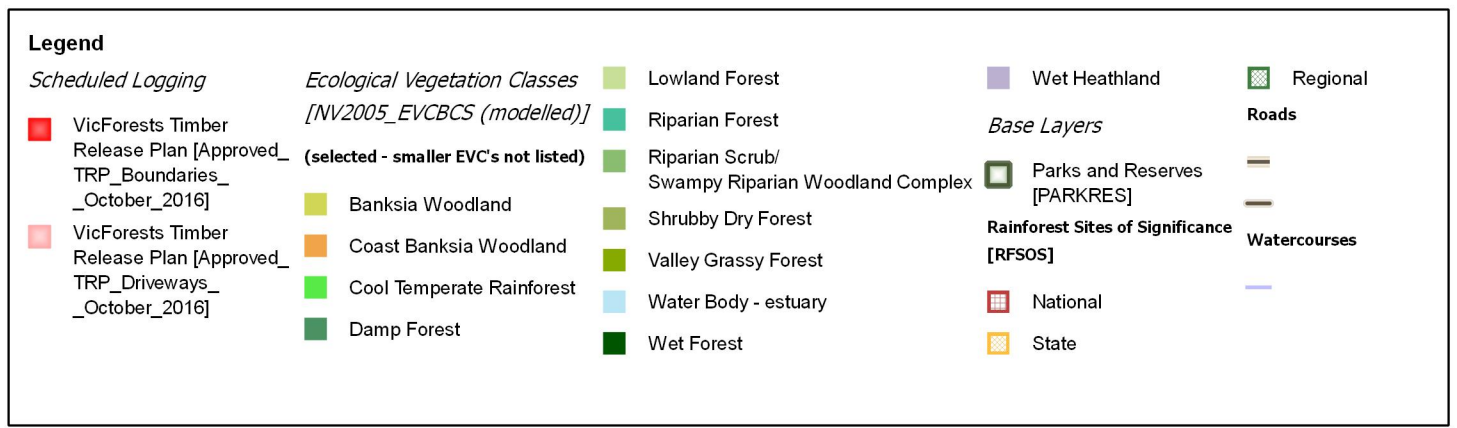 Legend
Scheduled Logging
VicForests Timber
Release Plan [Approved_
TRP_Boundaries_
_October_2016]
VicForests Timber
Release Plan [Approved_
TRP_Driveways_
_October_2016]
Ecological Vegetation Classes
[NV2005_EVCBCS (modelled)]
(selected - smaller EVC's not listed)
Banksia Woodland
Coast Banksia Woodland
Cool Temperate Rainforest
Damp Forest
Lowland Forest
Riparian Forest
Riparian Scrub/
Swampy Riparian Woodland Complex
Shrubby Dry Forest
Valley Grassy Forest
Water Body - estuary
Wet Forest
Wet Heathland
Base Layers
Parks and Reserves
[PARKRES]
Rainforest Sites of Significance
[RFSOS]
National
State
Regional
Roads
Watercourses